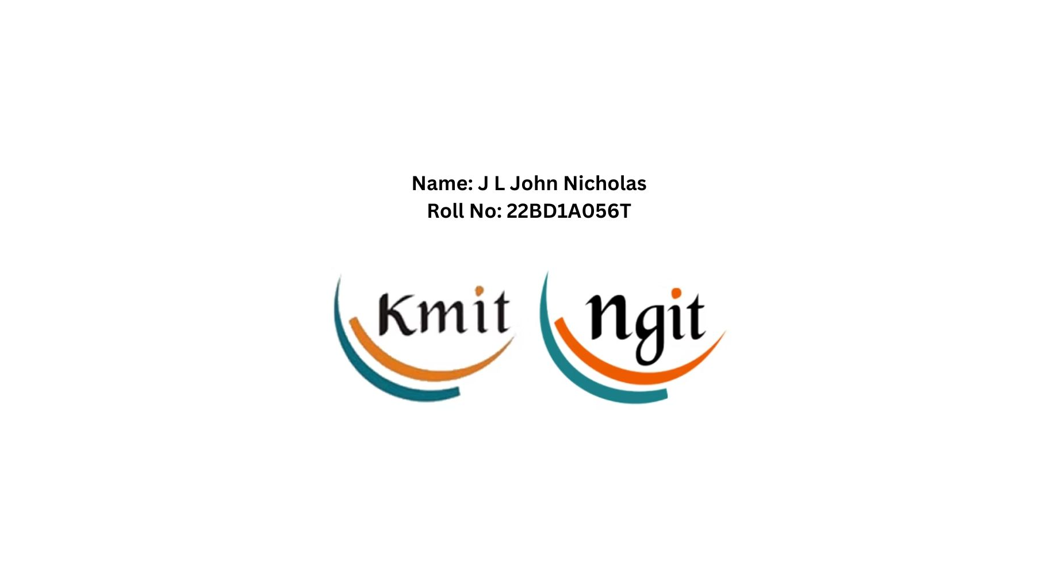 Name: J L John Nicholas
Roll No: 22BD1A056T
Kmit Ngit